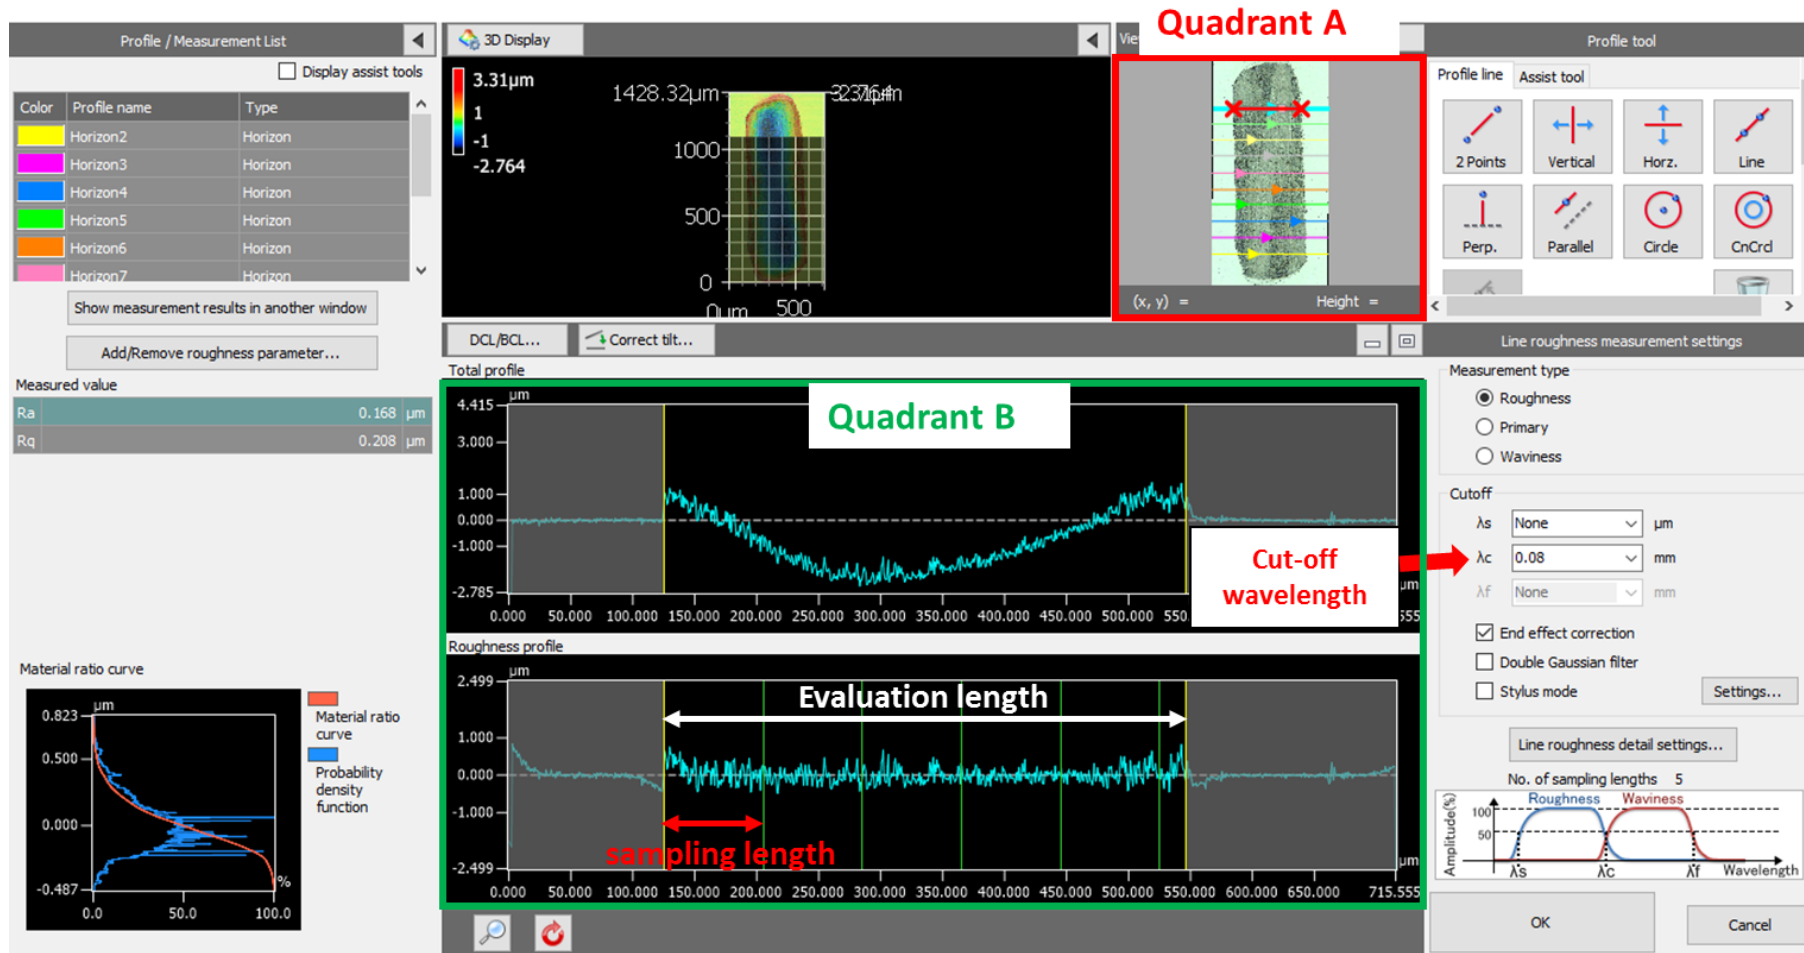 Quadrant A
Profile / Measurement List
3D Display
Profile tool
Display assist tools
Color Profile name Type
Horizon2 Horizon
Horizon3 Horizon
Horizon4 Horizon
Horizon5 Horizon
Horizon6 Horizon
Horizon7 Horizon
Show measurement results in another window
Add/Remove roughness parameter...
Measured value
Ra 0.168 µm
Rq 0.208 µm
3.31µm
1
-1
-2.764
1428.32µm
1000
500
0
0um 500
(x, y) = Height =
Profile line Assist tool
2 Points Vertical Horz. Line
Perp. Parallel Circle CnCrcl
DCL/BCL... Correct tilt...
Total profile
Quadrant B
µm
4.415
3.000
1.000
0.000
-1.000
-2.785
0.000 50.000 100.000 150.000 200.000 250.000 300.000 350.000 400.000 450.000 500.000 550.
Cut-off
wavelength
Roughness profile
µm
2.499
1.000
0.000
-1.000
-2.499
Evaluation length
sampling length
µm
0.000 50.000 100.000 150.000 200.000 250.000 300.000 350.000 400.000 450.000 500.000 550.000 600.000 650.000 715.555
Line roughness measurement settings
Measurement type
Roughness
Primary
Waviness
Cutoff
λs None µm
λc 0.08 mm
λf None mm
End effect correction
Double Gaussian filter
Stylus mode Settings...
Line roughness detail settings...
No. of sampling lengths 5
Amplitude(%)
Roughness Waviness
100
50
λs λc λf Wavelength
OK Cancel
Material ratio curve
µm
0.823
0.500
0.000
-0.487
%
0.0 50.0 100.0
Material ratio
curve
Probability
density
function